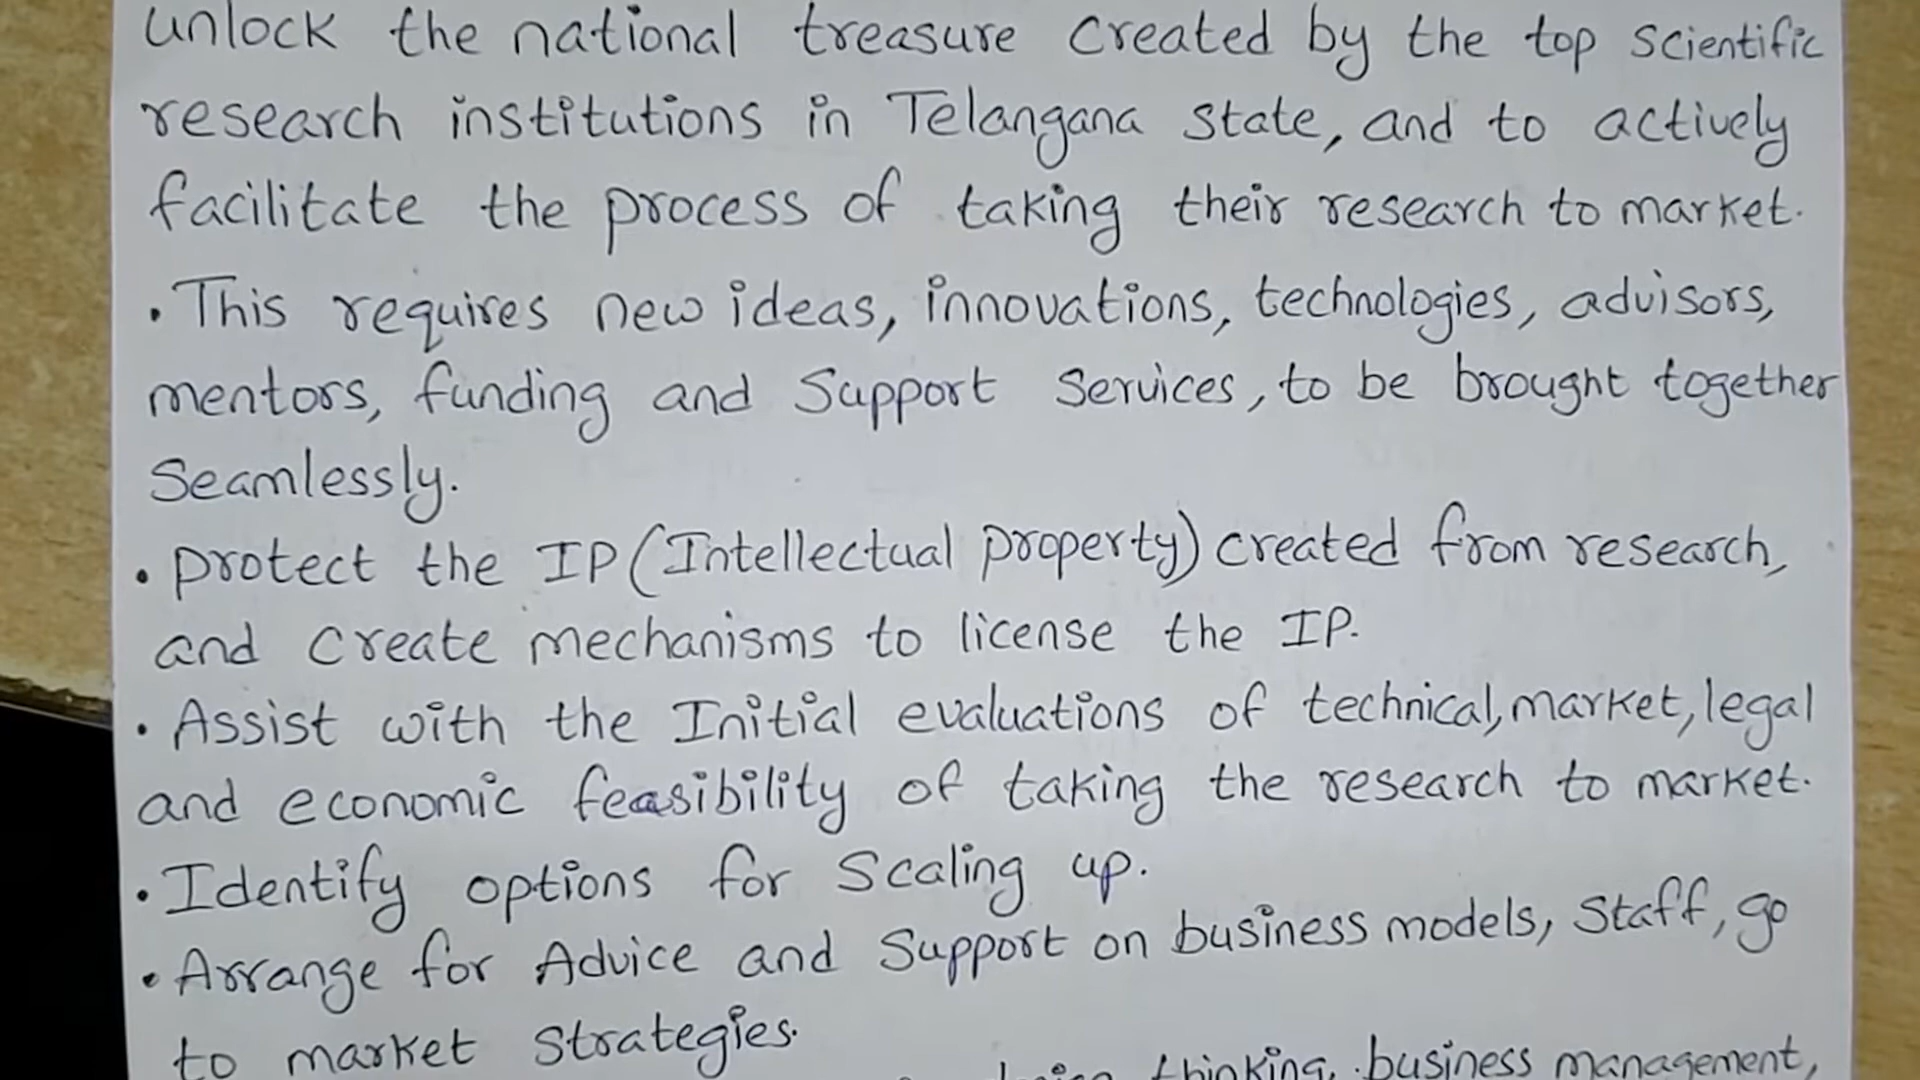 unlock the national treasure created by the top scientific
research institutions in Telangana state, and to actively
facilitate the process of taking their research to market.
• This requires new ideas, innovations, technologies, advisors,
mentors, funding and Support Services, to be brought together
Seamlessly.
• protect the IP (Intellectual property) created from research,
and create mechanisms to license the IP.
• Assist with the Initial evaluations of technical, market, legal
and economic feasibility of taking the research to market.
• Identify options for Scaling up.
• Arrange for Advice and Support on business models, Staff, go
to market Strategies.
thinking, business management,